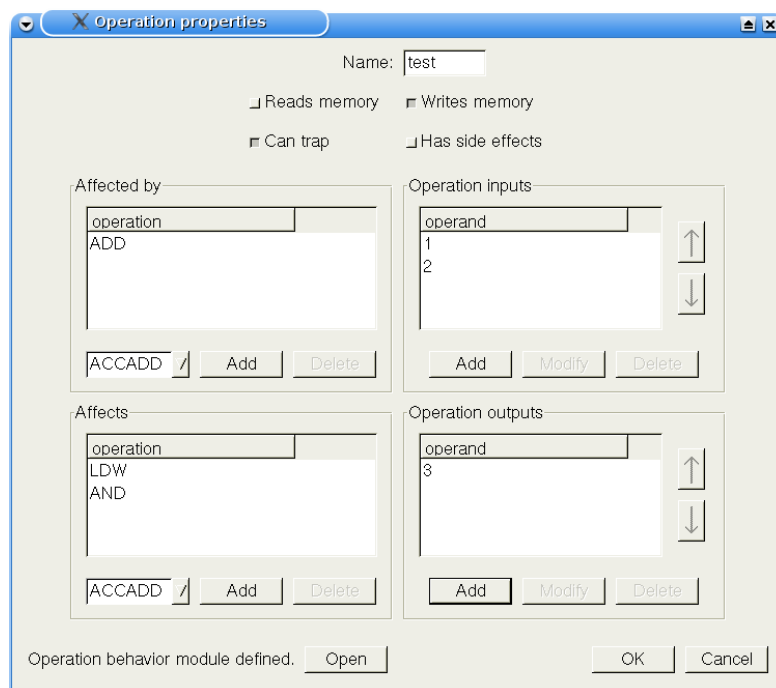 Operation properties
Name: test
Reads memory Writes memory
Can trap Has side effects
Affected by
operation
ADD
ACCADD Add Delete
Operation inputs
operand
1
2
Add Modify Delete
Affects
operation
LDW
AND
ACCADD Add Delete
Operation outputs
operand
3
Add Modify Delete
Operation behavior module defined. Open OK Cancel